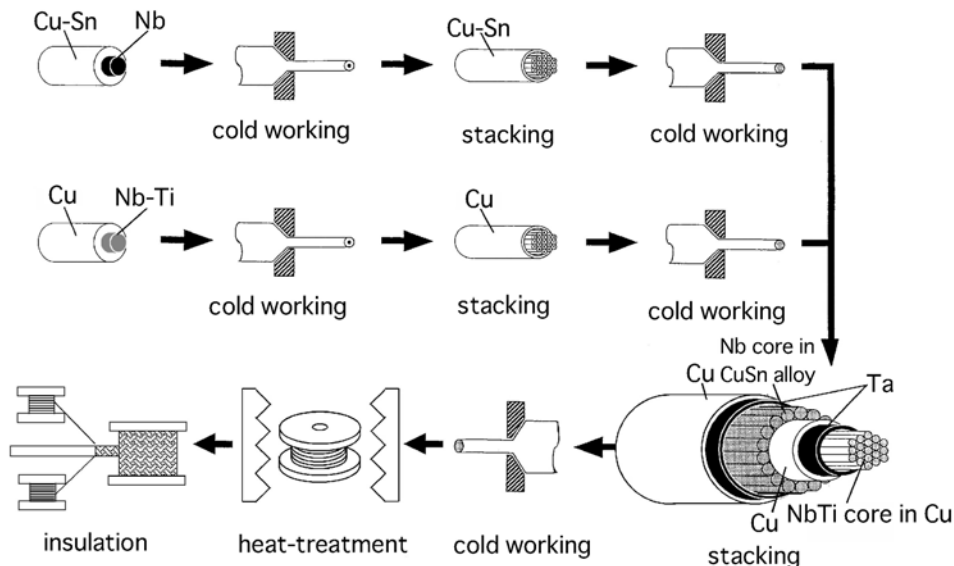 Cu-Sn Nb Cu-Sn
cold working stacking cold working
Cu Nb-Ti Cu
cold working stacking cold working
Nb core in
Cu CuSn alloy Ta
Cu NbTi core in Cu
insulation heat-treatment cold working stacking